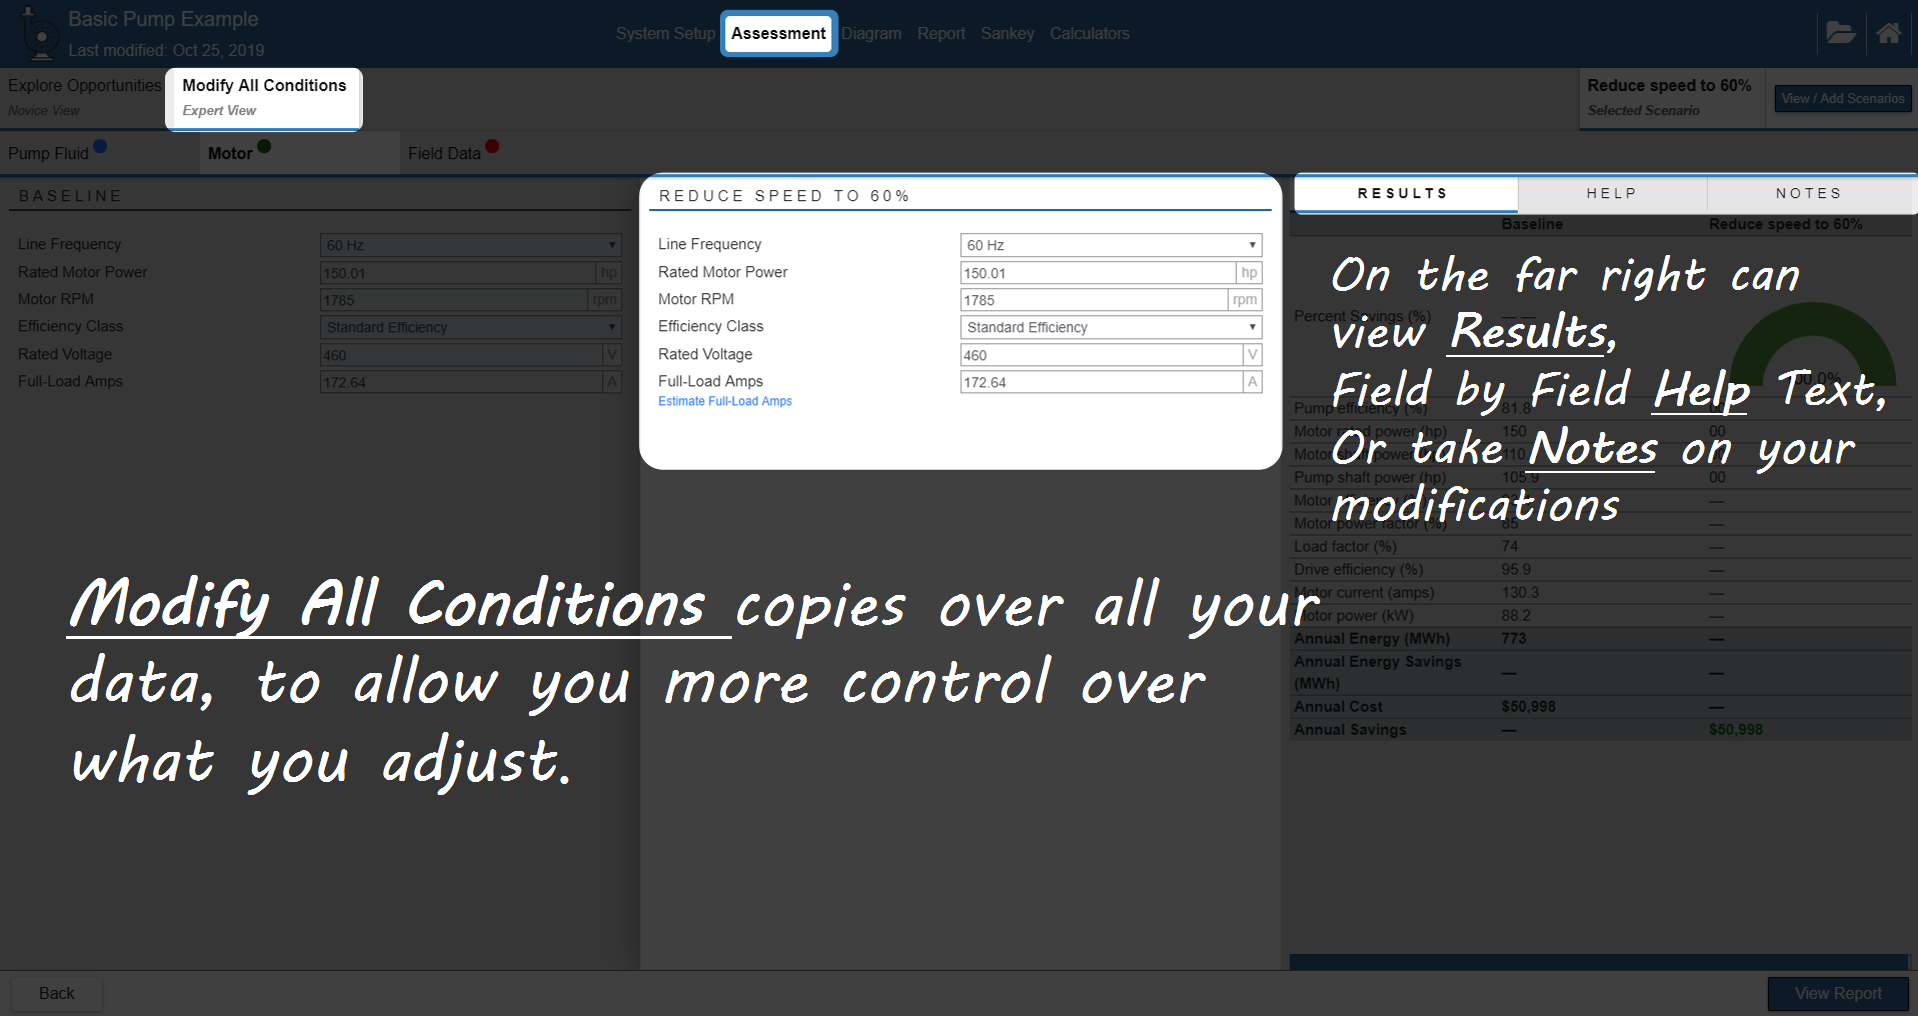 Basic Pump Example
Last modified: Oct 25, 2019
System Setup Assessment Diagram Report Sankey Calculators
Explore Opportunities
Novice View
Modify All Conditions
Expert View
Reduce speed to 60%
Selected Scenario
View / Add Scenarios
Pump Fluid Motor Field Data
BASELINE
Line Frequency 60 Hz
Rated Motor Power 150.01 hp
Motor RPM 1785 rpm
Efficiency Class Standard Efficiency
Rated Voltage 460 V
Full-Load Amps 172.64 A
REDUCE SPEED TO 60%
Line Frequency 60 Hz
Rated Motor Power 150.01 hp
Motor RPM 1785 rpm
Efficiency Class Standard Efficiency
Rated Voltage 460 V
Full-Load Amps 172.64 A
Estimate Full-Load Amps
RESULTS HELP NOTES
Baseline Reduce speed to 60%
On the far right can
view Results,
Field by Field Help Text,
Or take Notes on your
modifications
Percent Savings (%) — —
Pump efficiency (%) 81.8
Motor rated power (hp) 150 00
Motor shaft power (hp)
Pump shaft power (hp) 105.9 00
Motor power factor (%) 85 —
Load factor (%) 74 —
Drive efficiency (%) 95.9 —
Motor current (amps) 130.3 —
Motor power (kW) 88.2 —
Annual Energy (MWh) 773 —
Annual Energy Savings
(MWh) — —
Annual Cost $50,998 —
Annual Savings — $50,998
Modify All Conditions copies over all your
data, to allow you more control over
what you adjust.
Back
View Report